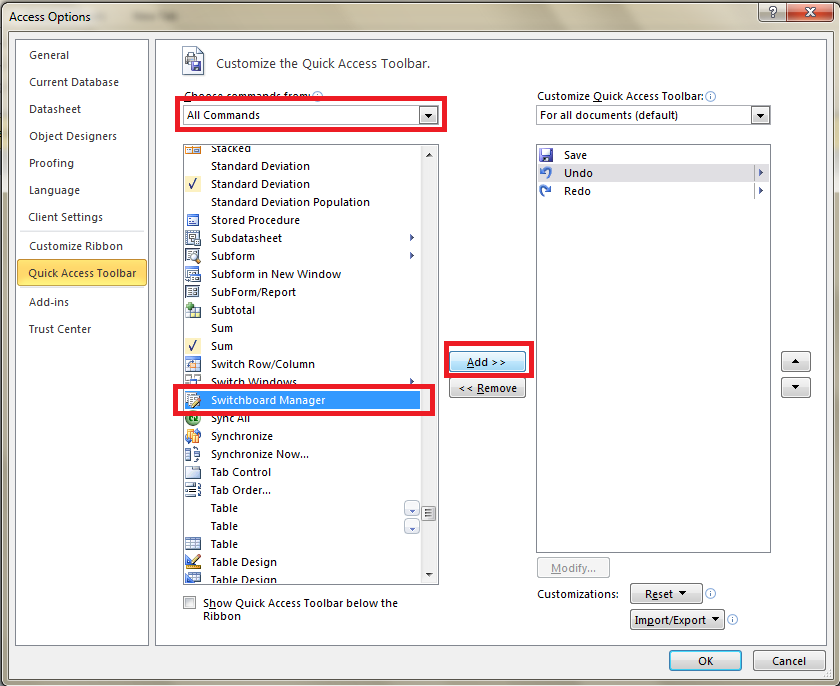 Access Options
General
Current Database
Datasheet
Object Designers
Proofing
Language
Client Settings
Customize Ribbon
Quick Access Toolbar
Add-ins
Trust Center
Customize the Quick Access Toolbar.
Choose commands from:
All Commands
Stacked
Standard Deviation
Standard Deviation
Standard Deviation Population
Stored Procedure
Subdatasheet
Subform
Subform in New Window
SubForm/Report
Subtotal
Sum
Sum
Switch Row/Column
Switch Windows
Switchboard Manager
Sync All
Synchronize
Synchronize Now...
Tab Control
Tab Order...
Table
Table
Table
Table Design
Table Design
Show Quick Access Toolbar below the
Ribbon
Add >>
<< Remove
Customize Quick Access Toolbar:
For all documents (default)
Save
Undo
Redo
Modify...
Customizations:
Reset
Import/Export
OK
Cancel